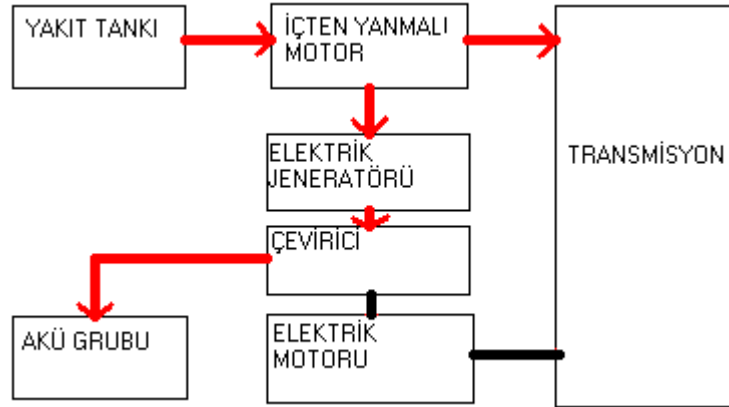 YAKIT TANKI
İÇTEN YANMALI
MOTOR
ELEKTRİK
JENERATÖRÜ
TRANSMİSYON
ÇEVİRİCİ
AKÜ GRUBU
ELEKTRİK
MOTORU